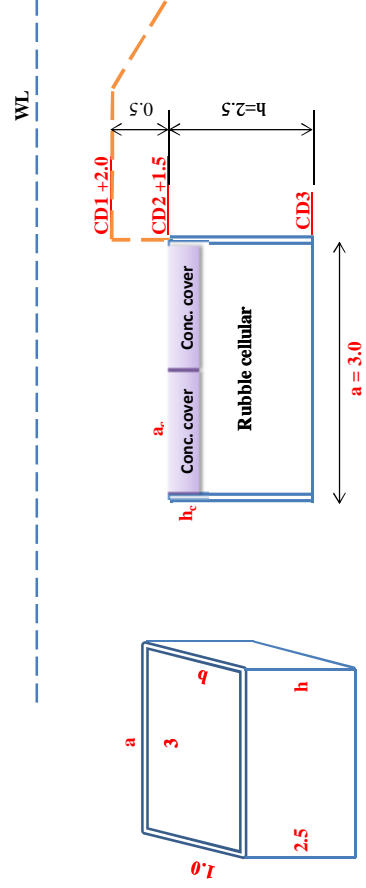 WL
0.5
CD1 +2.0
CD2 +1.5
h=2.5
CD3
Conc. cover
Conc. cover
a꜀
h꜀
Rubble cellular
a = 3.0
a
3
b
h
2.5
1.0